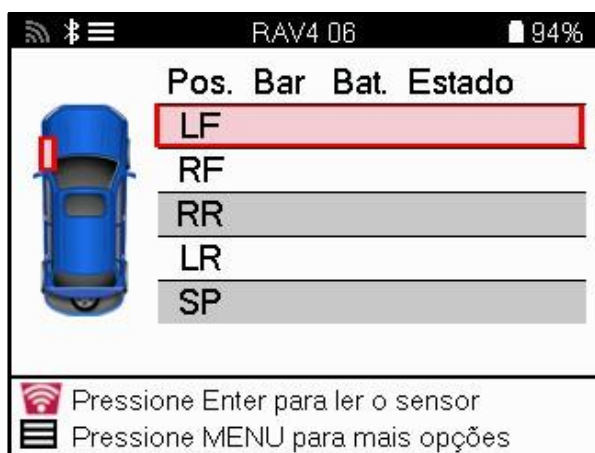 RAV4 06 94%
Pos. Bar Bat. Estado
LF
RF
RR
LR
SP
Pressione Enter para ler o sensor
Pressione MENU para mais opções